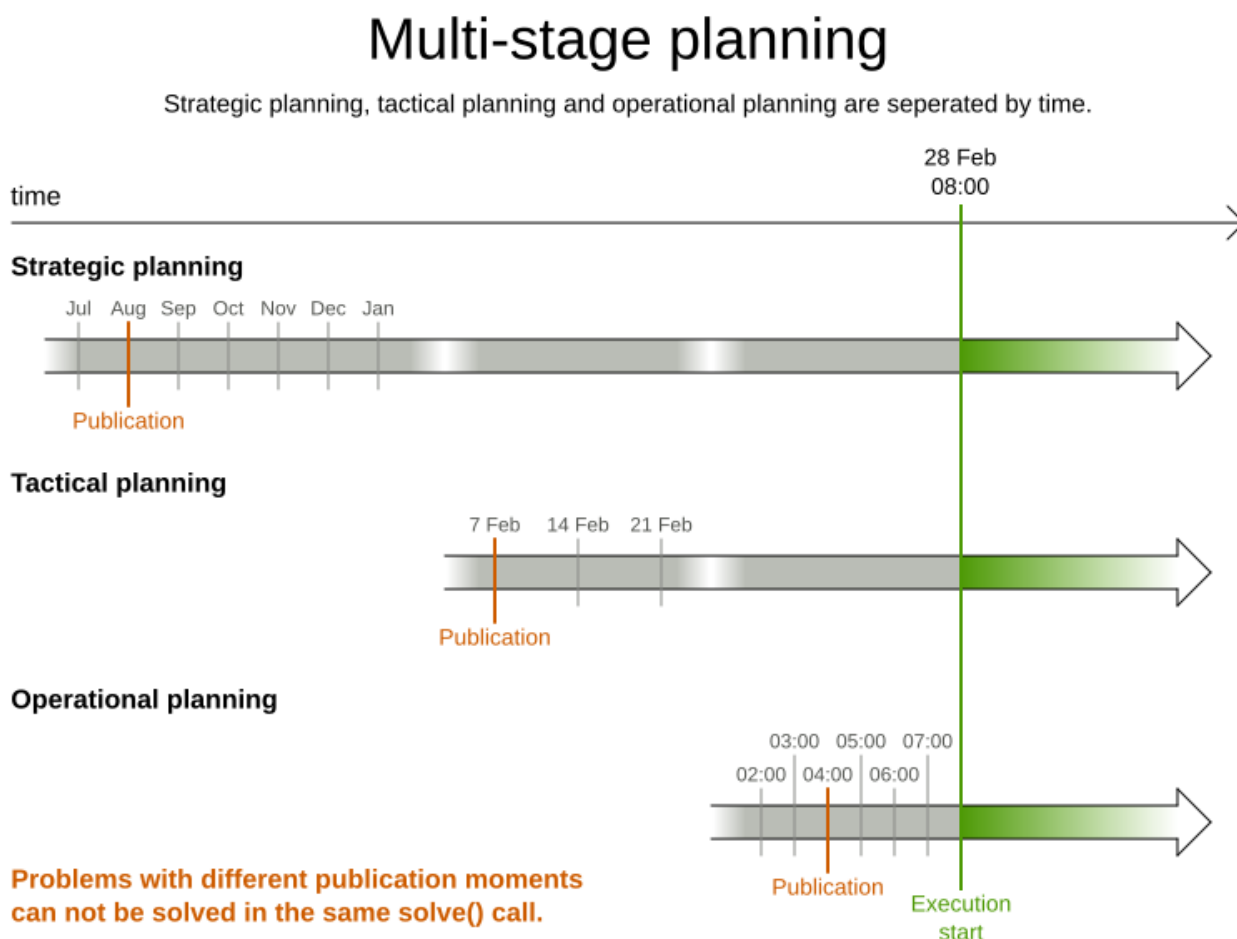 Multi-stage planning
Strategic planning, tactical planning and operational planning are seperated by time.
28 Feb
08:00
time
Strategic planning
Jul Aug Sep Oct Nov Dec Jan
Publication
Tactical planning
7 Feb 14 Feb 21 Feb
Publication
Operational planning
03:00 05:00 07:00
02:00 04:00 06:00
Publication
Execution
start
Problems with different publication moments
can not be solved in the same solve() call.